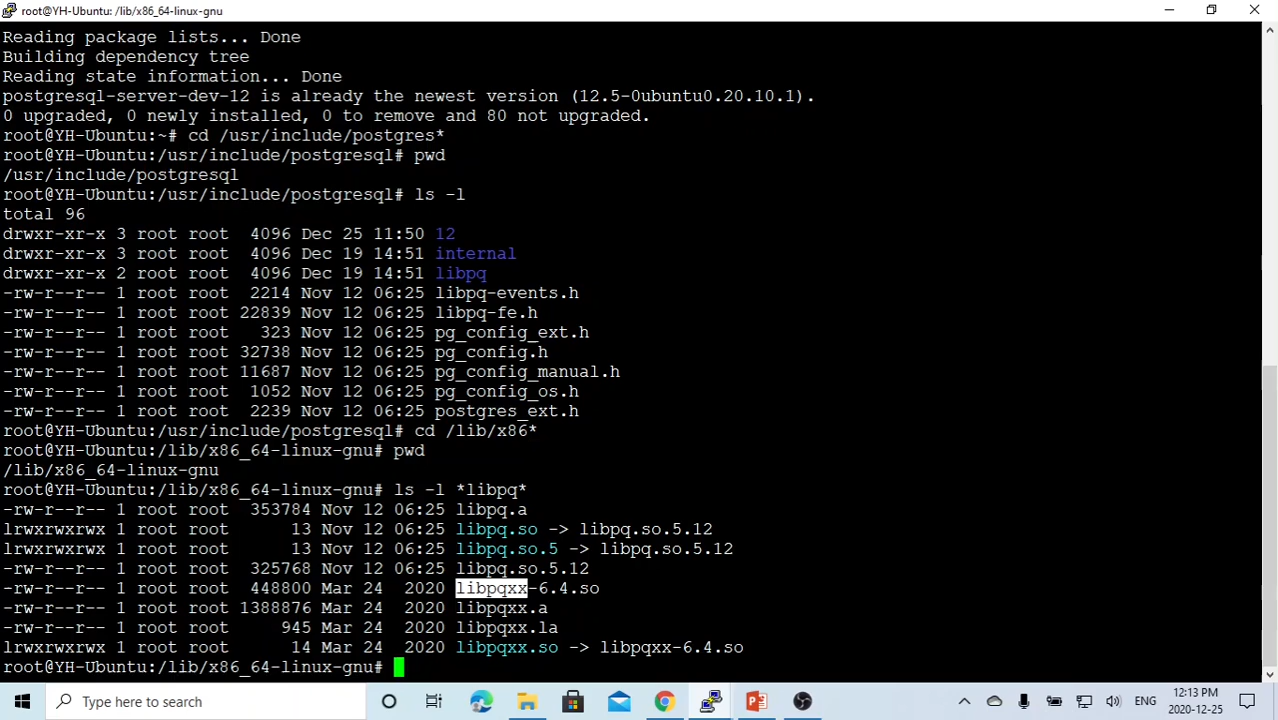 root@YH-Ubuntu: /lib/x86_64-linux-gnu
Reading package lists... Done
Building dependency tree
Reading state information... Done
postgresql-server-dev-12 is already the newest version (12.5-0ubuntu0.20.10.1).
0 upgraded, 0 newly installed, 0 to remove and 80 not upgraded.
root@YH-Ubuntu:~# cd /usr/include/postgres*
root@YH-Ubuntu:/usr/include/postgresql# pwd
/usr/include/postgresql
root@YH-Ubuntu:/usr/include/postgresql# ls -l
total 96
drwxr-xr-x 3 root root  4096 Dec 25 11:50 12
drwxr-xr-x 3 root root  4096 Dec 19 14:51 internal
drwxr-xr-x 2 root root  4096 Dec 19 14:51 libpq
-rw-r--r-- 1 root root  2214 Nov 12 06:25 libpq-events.h
-rw-r--r-- 1 root root 22839 Nov 12 06:25 libpq-fe.h
-rw-r--r-- 1 root root   323 Nov 12 06:25 pg_config_ext.h
-rw-r--r-- 1 root root 32738 Nov 12 06:25 pg_config.h
-rw-r--r-- 1 root root 11687 Nov 12 06:25 pg_config_manual.h
-rw-r--r-- 1 root root  1052 Nov 12 06:25 pg_config_os.h
-rw-r--r-- 1 root root  2239 Nov 12 06:25 postgres_ext.h
root@YH-Ubuntu:/usr/include/postgresql# cd /lib/x86*
root@YH-Ubuntu:/lib/x86_64-linux-gnu# pwd
/lib/x86_64-linux-gnu
root@YH-Ubuntu:/lib/x86_64-linux-gnu# ls -l *libpq*
-rw-r--r-- 1 root root  353784 Nov 12 06:25 libpq.a
lrwxrwxrwx 1 root root      13 Nov 12 06:25 libpq.so -> libpq.so.5.12
lrwxrwxrwx 1 root root      13 Nov 12 06:25 libpq.so.5 -> libpq.so.5.12
-rw-r--r-- 1 root root  325768 Nov 12 06:25 libpq.so.5.12
-rw-r--r-- 1 root root  448800 Mar 24  2020 libpqxx-6.4.so
-rw-r--r-- 1 root root 1388876 Mar 24  2020 libpqxx.a
-rw-r--r-- 1 root root     945 Mar 24  2020 libpqxx.la
lrwxrwxrwx 1 root root      14 Mar 24  2020 libpqxx.so -> libpqxx-6.4.so
root@YH-Ubuntu:/lib/x86_64-linux-gnu#
Type here to search
ENG
12:13 PM
2020-12-25